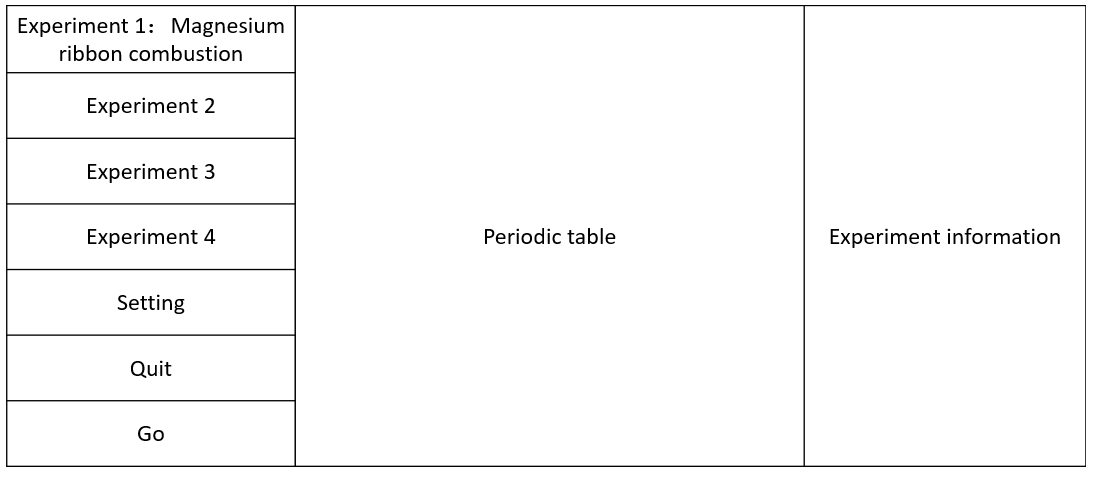 Experiment 1： Magnesium
ribbon combustion
Experiment 2
Experiment 3
Experiment 4
Setting
Quit
Go
Periodic table
Experiment information